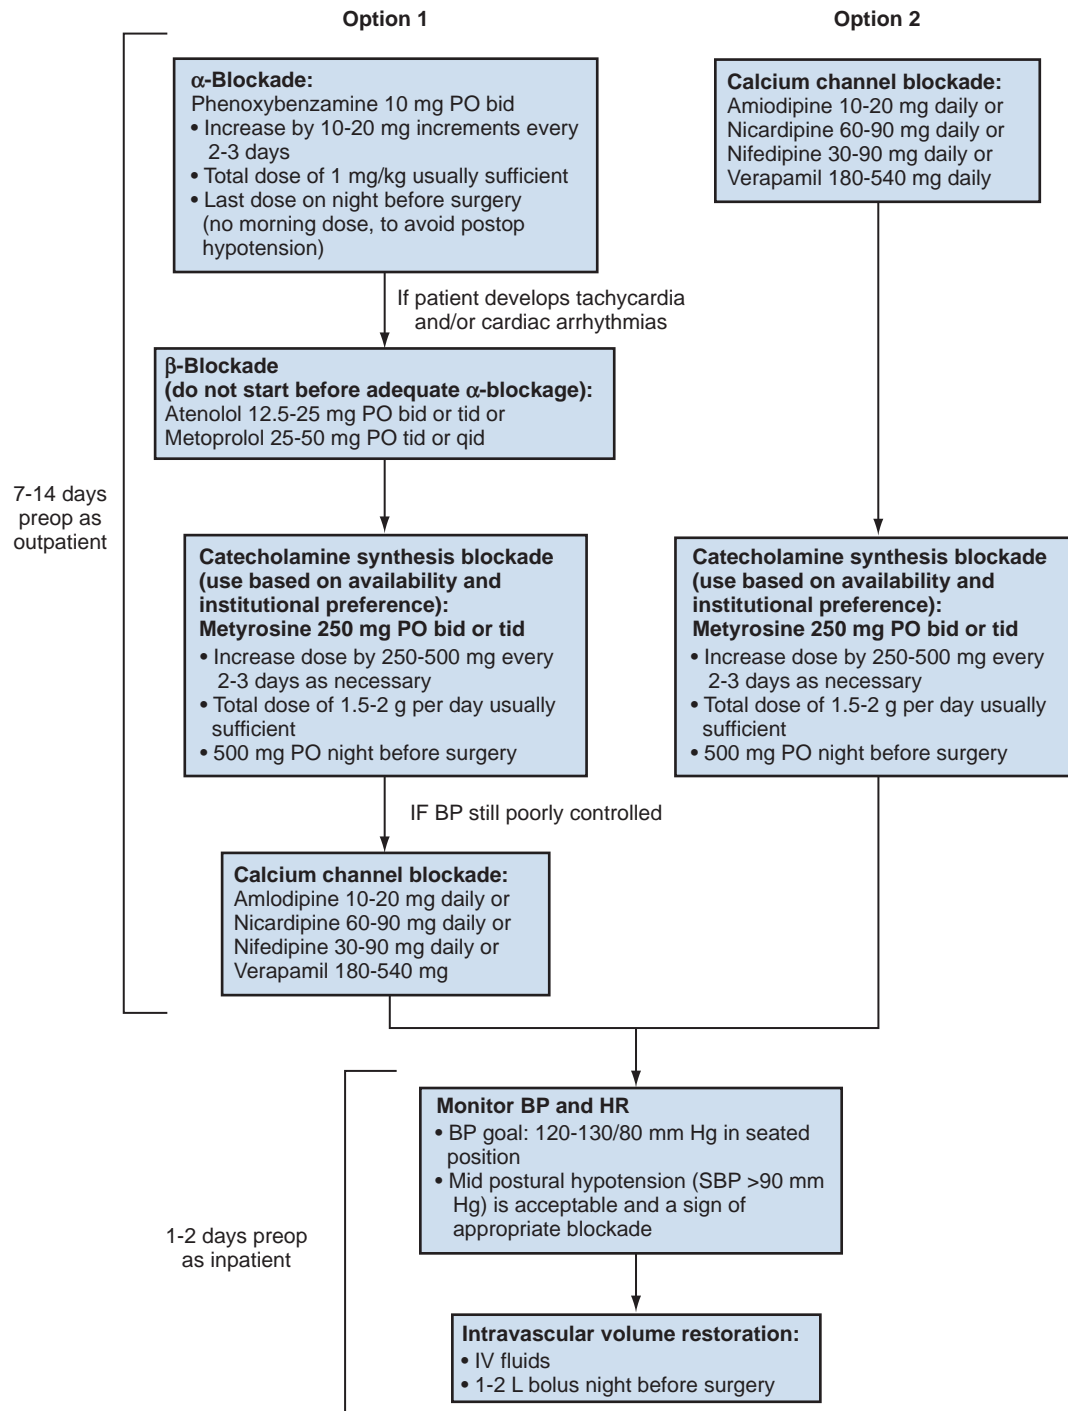 Option 1
α-Blockade:
Phenoxybenzamine 10 mg PO bid
• Increase by 10-20 mg increments every
2-3 days
• Total dose of 1 mg/kg usually sufficient
• Last dose on night before surgery
(no morning dose, to avoid postop
hypotension)
If patient develops tachycardia
and/or cardiac arrhythmias
β-Blockade
(do not start before adequate α-blockage):
Atenolol 12.5-25 mg PO bid or tid or
Metoprolol 25-50 mg PO tid or qid
7-14 days
preop as
outpatient
Catecholamine synthesis blockade
(use based on availability and
institutional preference):
Metyrosine 250 mg PO bid or tid
• Increase dose by 250-500 mg every
2-3 days as necessary
• Total dose of 1.5-2 g per day usually
sufficient
• 500 mg PO night before surgery
IF BP still poorly controlled
Calcium channel blockade:
Amlodipine 10-20 mg daily or
Nicardipine 60-90 mg daily or
Nifedipine 30-90 mg daily or
Verapamil 180-540 mg
Option 2
Calcium channel blockade:
Amiodipine 10-20 mg daily or
Nicardipine 60-90 mg daily or
Nifedipine 30-90 mg daily or
Verapamil 180-540 mg daily
Catecholamine synthesis blockade
(use based on availability and
institutional preference):
Metyrosine 250 mg PO bid or tid
• Increase dose by 250-500 mg every
2-3 days as necessary
• Total dose of 1.5-2 g per day usually
sufficient
• 500 mg PO night before surgery
1-2 days preop
as inpatient
Monitor BP and HR
• BP goal: 120-130/80 mm Hg in seated
position
• Mid postural hypotension (SBP >90 mm
Hg) is acceptable and a sign of
appropriate blockade
Intravascular volume restoration:
• IV fluids
• 1-2 L bolus night before surgery